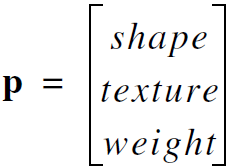 p = [shape
texture
weight]